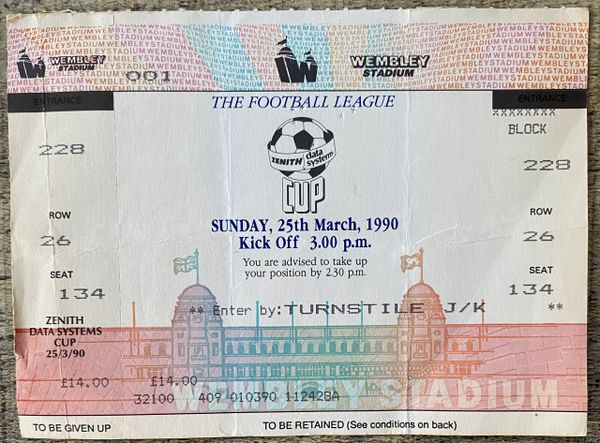 WEMBLEY
STADIUM
001
WEMBLEY
STADIUM
ENTRANCE
228
ROW
26
SEAT
134
ZENITH
DATA SYSTEMS
CUP
25/3/90
£14.00
TO BE GIVEN UP
THE FOOTBALL LEAGUE
ZENITH data systems
CUP
SUNDAY, 25th March, 1990
Kick Off 3.00 p.m.
You are advised to take up
your position by 2.30 p.m.
** Enter by: TURNSTILE J/K **
WEMBLEY STADIUM
£14.00
32100 409 010390 112428A
TO BE RETAINED (See conditions on back)
ENTRANCE
XXXXXXXX
BLOCK
228
ROW
26
SEAT
134